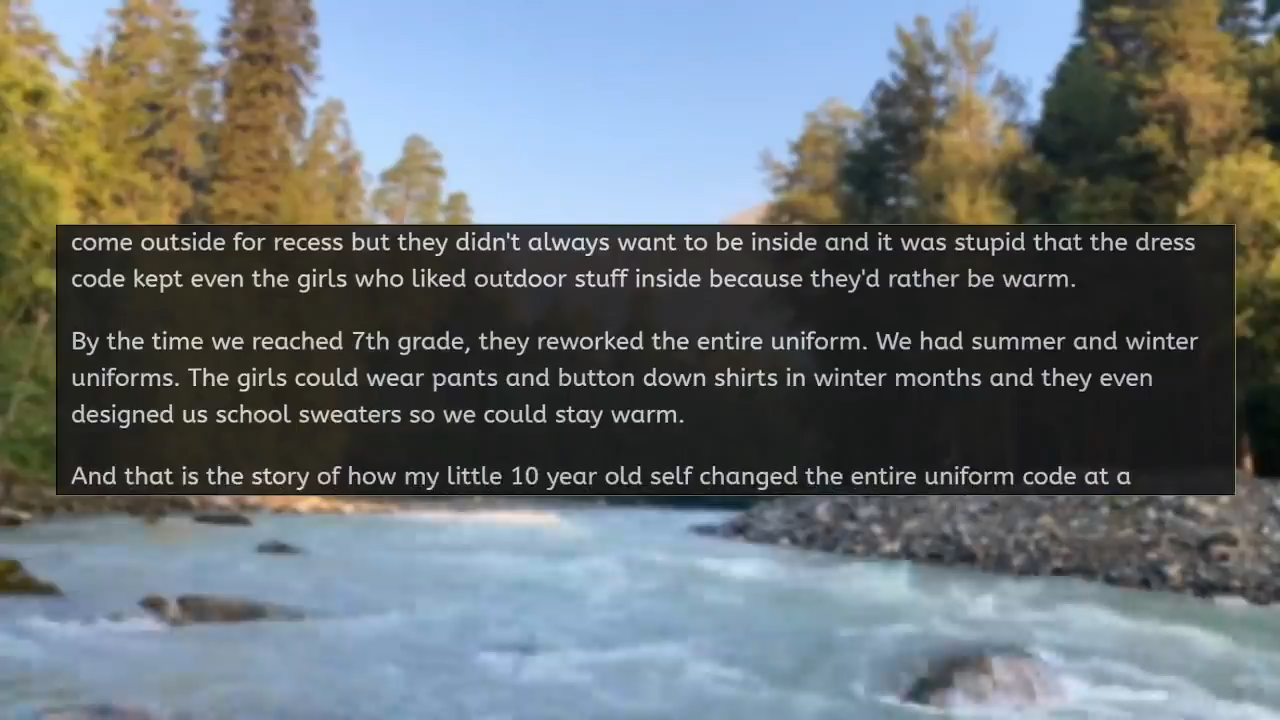 come outside for recess but they didn't always want to be inside and it was stupid that the dress
code kept even the girls who liked outdoor stuff inside because they'd rather be warm.
By the time we reached 7th grade, they reworked the entire uniform. We had summer and winter
uniforms. The girls could wear pants and button down shirts in winter months and they even
designed us school sweaters so we could stay warm.
And that is the story of how my little 10 year old self changed the entire uniform code at a